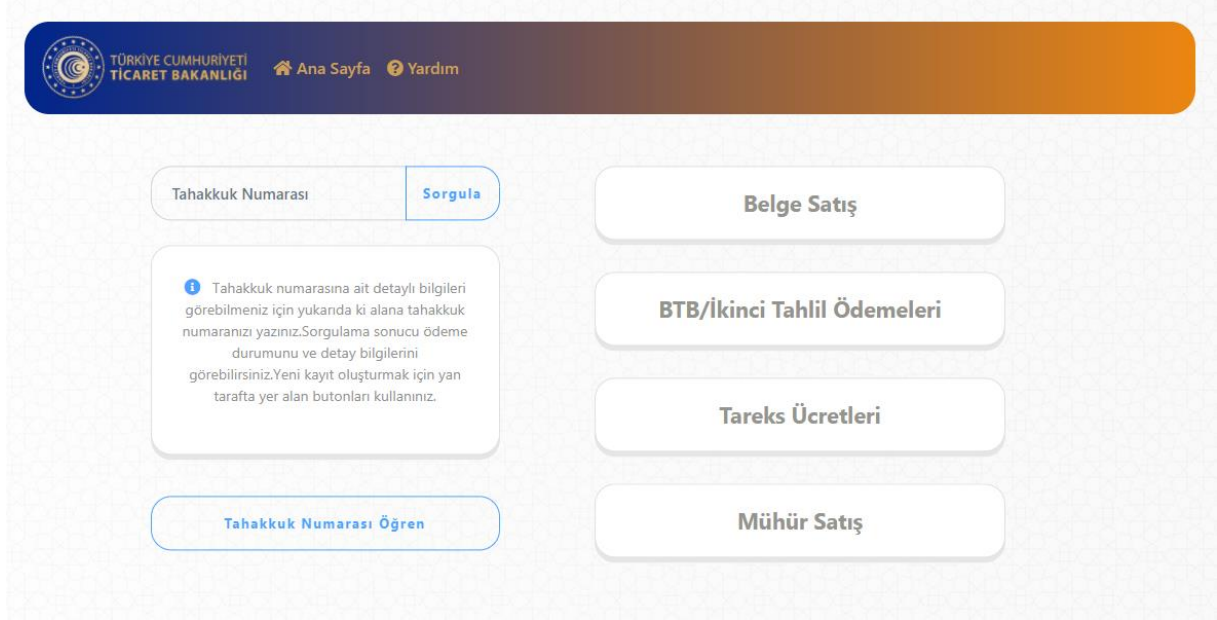 TÜRKİYE CUMHURİYETİ
TİCARET BAKANLIĞI
Ana Sayfa
Yardım
Tahakkuk Numarası
Sorgula
Tahakkuk numarasına ait detaylı bilgileri
görebilmeniz için yukarıda ki alana tahakkuk
numaranızı yazınız.Sorgulama sonucu ödeme
durumunu ve detay bilgilerini
görebilirsiniz.Yeni kayıt oluşturmak için yan
tarafta yer alan butonları kullanınız.
Tahakkuk Numarası Öğren
Belge Satış
BTB/İkinci Tahlil Ödemeleri
Tareks Ücretleri
Mühür Satış